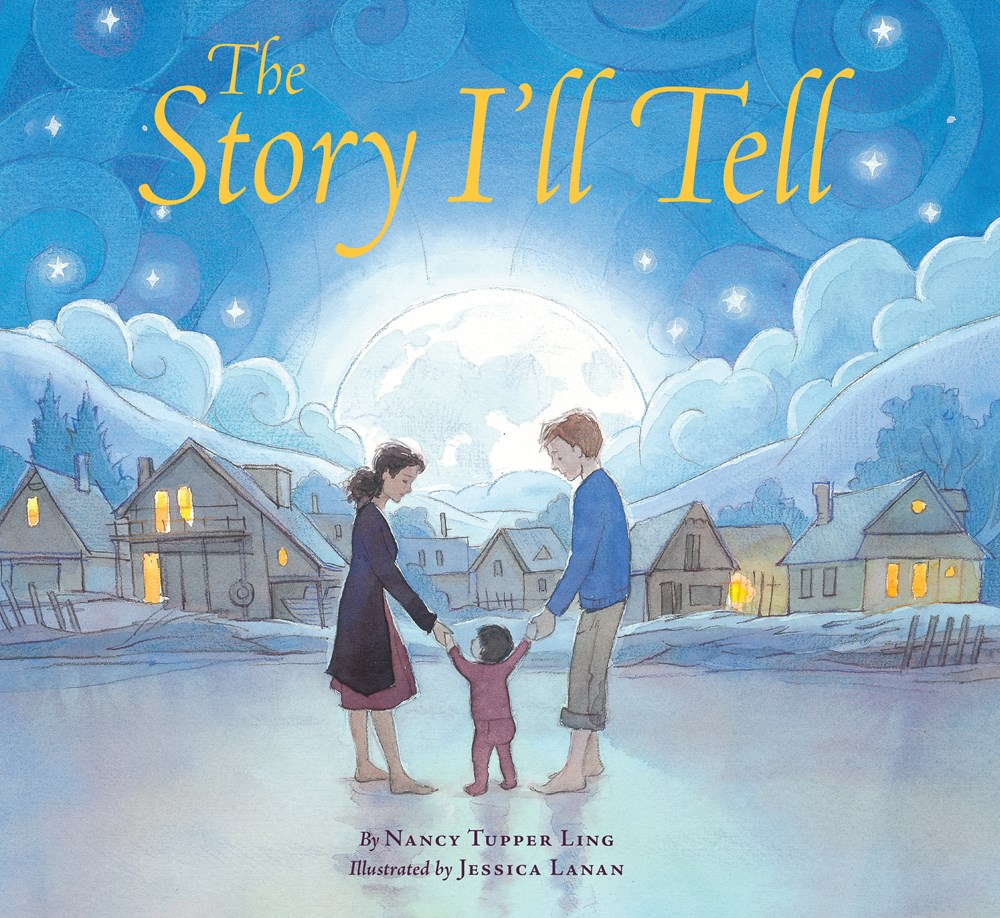 The
Story I'll Tell
By Nancy Tupper Ling
Illustrated by Jessica Lanan